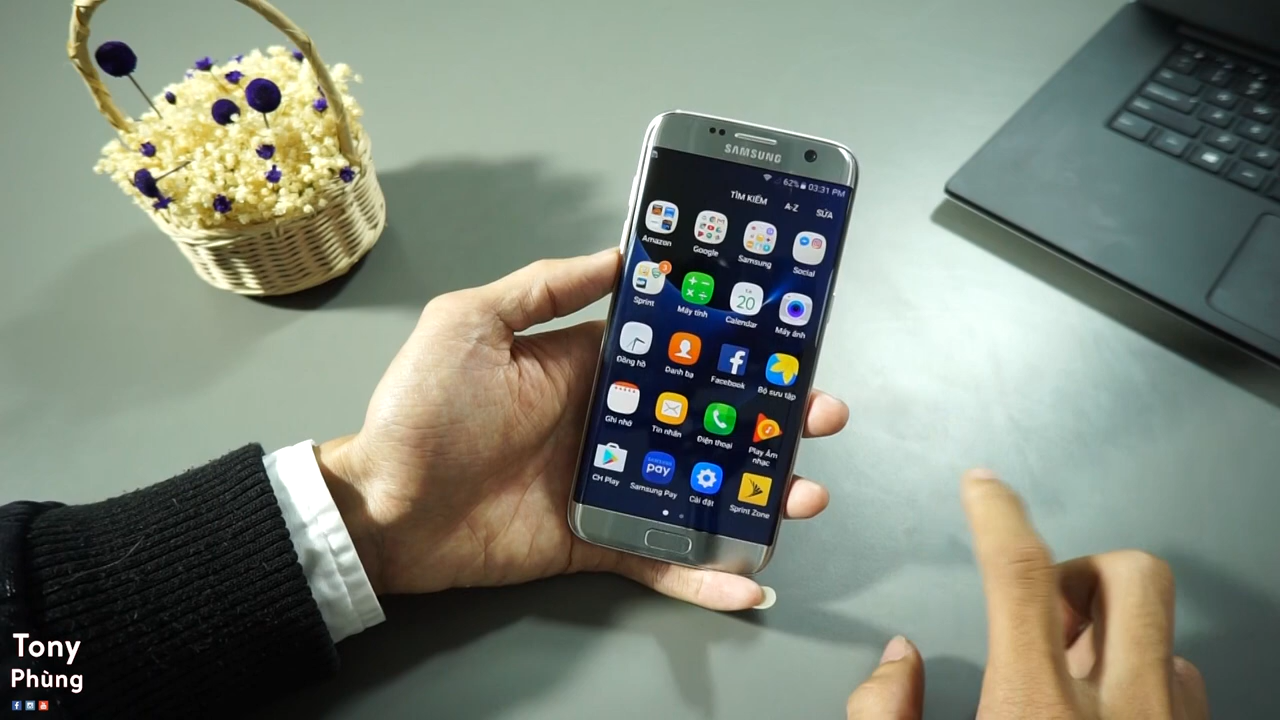 SAMSUNG
62% 03:31 PM
TÌM KIẾM A-Z SỬA
Amazon Google Samsung Social
3
20
Sprint Máy tính Calendar Máy ảnh
Đồng hồ Danh bạ Facebook Bộ sưu tập
Ghi nhớ Tin nhắn Điện thoại Play Âm nhạc
SAMSUNG
pay
CH Play Samsung Pay Cài đặt Sprint Zone
Tony
Phùng